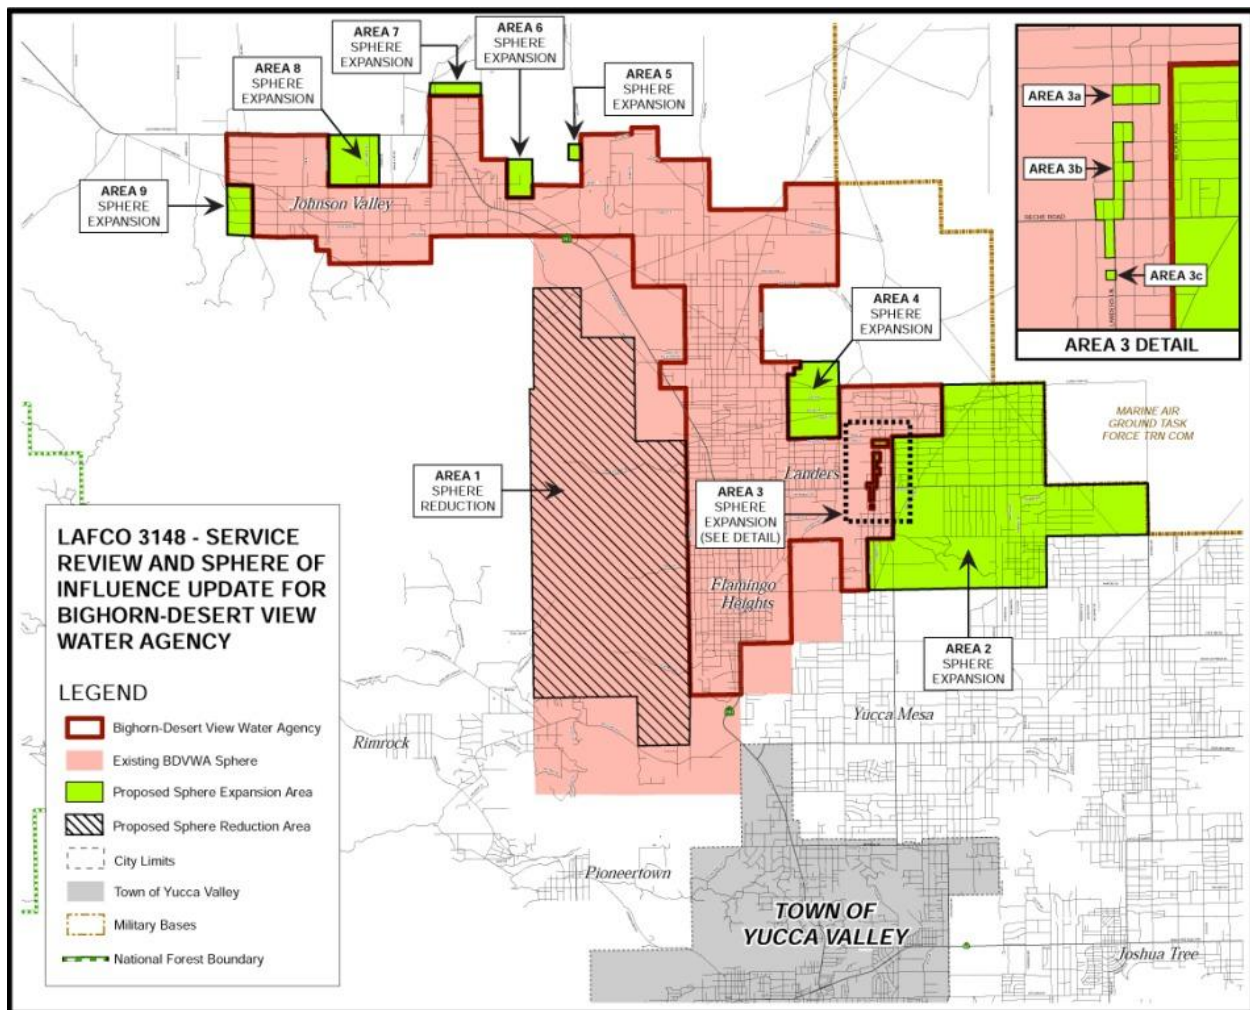 AREA 7
SPHERE
EXPANSION
AREA 6
SPHERE
EXPANSION
AREA 8
SPHERE
EXPANSION
AREA 5
SPHERE
EXPANSION
AREA 9
SPHERE
EXPANSION
Johnson Valley
AREA 3a
AREA 3b
RECHE ROAD
AREA 3c
LANDERS LN
AREA 3 DETAIL
AREA 4
SPHERE
EXPANSION
MARINE AIR
GROUND TASK
FORCE TRN COM
AREA 1
SPHERE
REDUCTION
Landers
AREA 3
SPHERE
EXPANSION
(SEE DETAIL)
Flamingo
Heights
AREA 2
SPHERE
EXPANSION
Yucca Mesa
Rimrock
Pioneertown
TOWN OF
YUCCA VALLEY
Joshua Tree
LAFCO 3148 - SERVICE
REVIEW AND SPHERE OF
INFLUENCE UPDATE FOR
BIGHORN-DESERT VIEW
WATER AGENCY
LEGEND
Bighorn-Desert View Water Agency
Existing BDVWA Sphere
Proposed Sphere Expansion Area
Proposed Sphere Reduction Area
City Limits
Town of Yucca Valley
Military Bases
National Forest Boundary